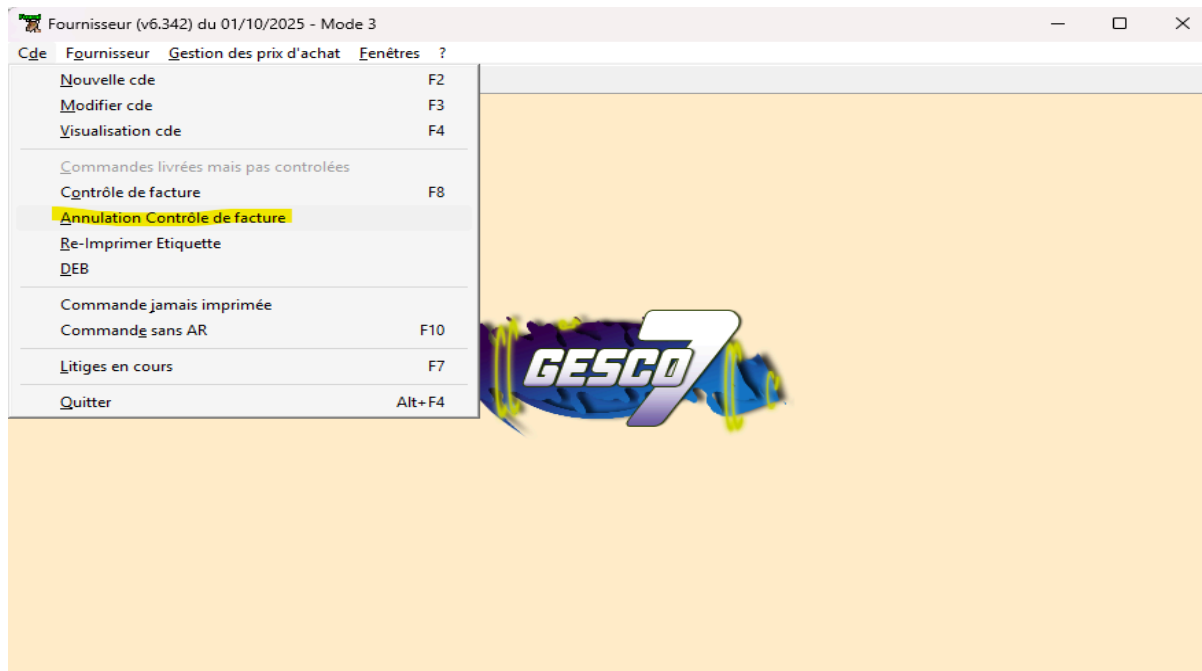 Fournisseur (v6.342) du 01/10/2025 - Mode 3
Cde Fournisseur Gestion des prix d'achat Fenêtres ?
Nouvelle cde F2
Modifier cde F3
Visualisation cde F4
Commandes livrées mais pas controlées
Contrôle de facture F8
Annulation Contrôle de facture
Re-Imprimer Etiquette
DEB
Commande jamais imprimée
Commande sans AR F10
Litiges en cours F7
Quitter Alt+F4
GESCO 7